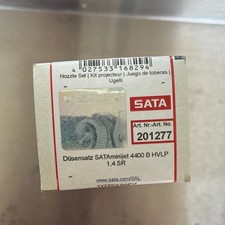 4 027533 168294
Nozzle Set | Kit projecteur | Juego de toberas |
Ugelli
SATA
Art. Nr.-Art. No.
201277
Düsensatz SATAminijet 4400 B HVLP
1,4 SR
www.sata.com/SAL